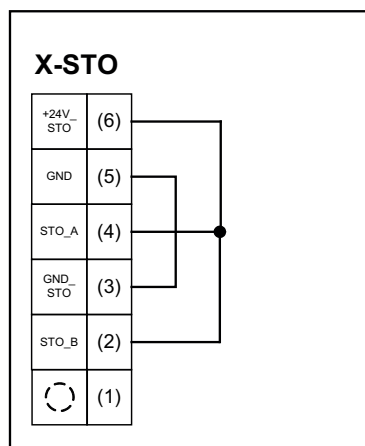 X-STO
+24V_
STO
(6)
GND
(5)
STO_A
(4)
GND_
STO
(3)
STO_B
(2)
(1)